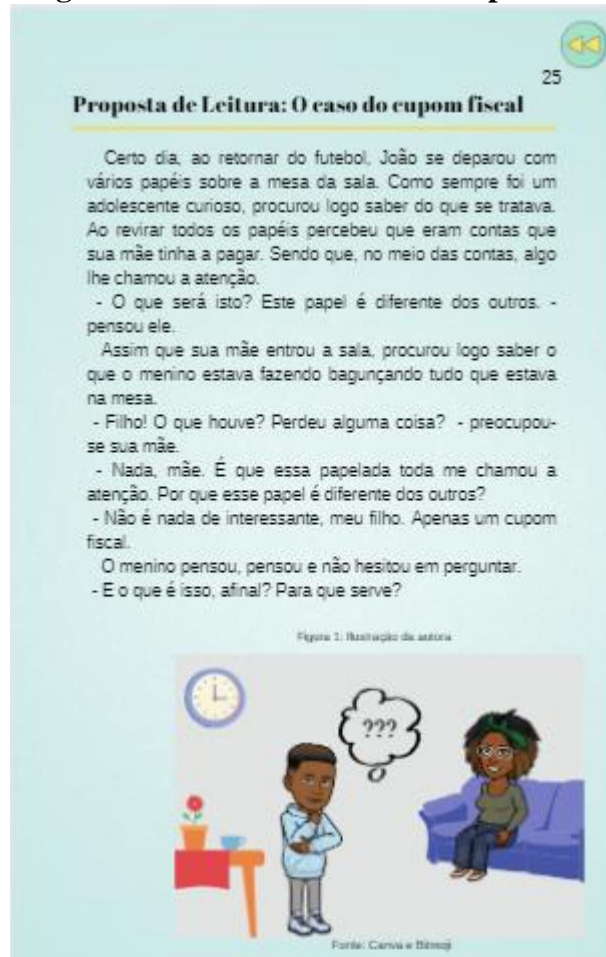 25
Proposta de Leitura: O caso do cupom fiscal
Certo dia, ao retornar do futebol, João se deparou com
vários papéis sobre a mesa da sala. Como sempre foi um
adolescente curioso, procurou logo saber do que se tratava.
Ao revirar todos os papéis percebeu que eram contas que
sua mãe tinha a pagar. Sendo que, no meio das contas, algo
lhe chamou a atenção.
- O que será isto? Este papel é diferente dos outros. -
pensou ele.
Assim que sua mãe entrou a sala, procurou logo saber o
que o menino estava fazendo bagunçando tudo que estava
na mesa.
- Filho! O que houve? Perdeu alguma coisa? - preocupou-
se sua mãe.
- Nada, mãe. É que essa papelada toda me chamou a
atenção. Por que esse papel é diferente dos outros?
- Não é nada de interessante, meu filho. Apenas um cupom
fiscal.
O menino pensou, pensou e não hesitou em perguntar.
- E o que é isso, afinal? Para que serve?
Figura 1: Ilustração da autora
???
Fonte: Canva e Bitmoji